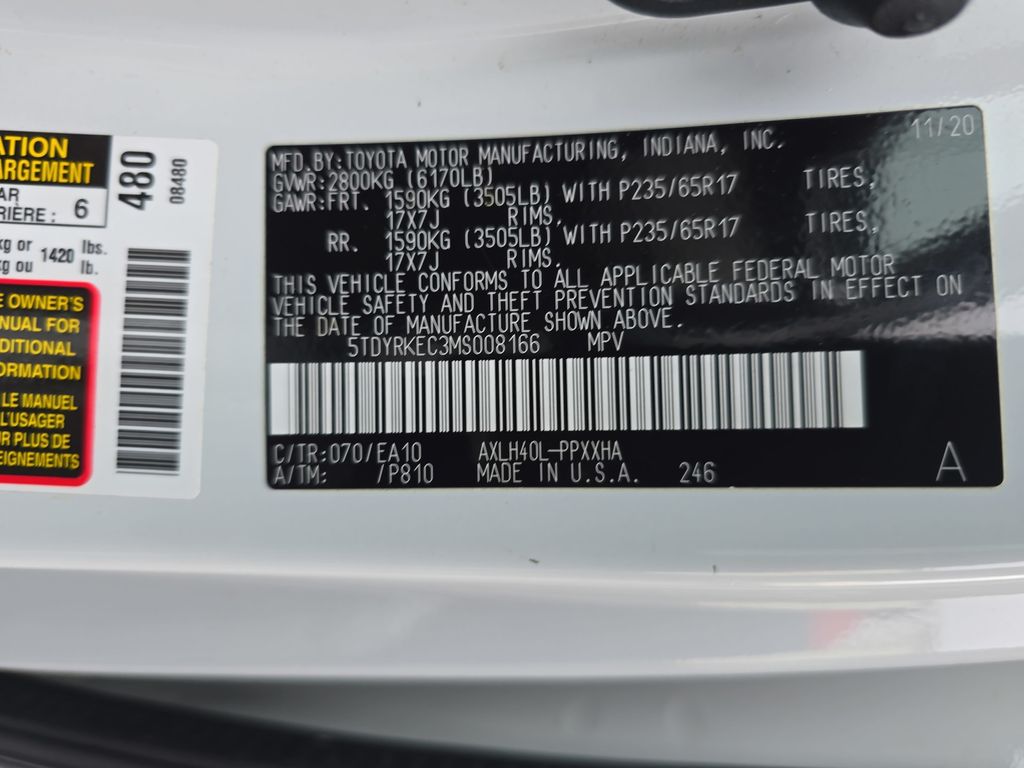 ATION
ARGEMENT
AR
RIÈRE: 6
kg or 1420 lbs.
kg ou lb.
E OWNER'S
NUAL FOR
DDITIONAL
ORMATION
LE MANUEL
L'USAGER
R PLUS DE
EIGNEMENTS
480
08480
11/20
MFD.BY:TOYOTA MOTOR MANUFACTURING, INDIANA, INC.
GVWR:2800KG (6170LB)
GAWR:FRT. 1590KG (3505LB) WITH P235/65R17 TIRES,
17X7J RIMS.
RR. 1590KG (3505LB) WITH P235/65R17 TIRES,
17X7J RIMS.
THIS VEHICLE CONFORMS TO ALL APPLICABLE FEDERAL MOTOR
VEHICLE SAFETY AND THEFT PREVENTION STANDARDS IN EFFECT ON
THE DATE OF MANUFACTURE SHOWN ABOVE.
5TDYRKEC3MS008166 MPV
C/TR:070/EA10 AXLH40L-PPXXHA
A/TM: /P810 MADE IN U.S.A. 246 A